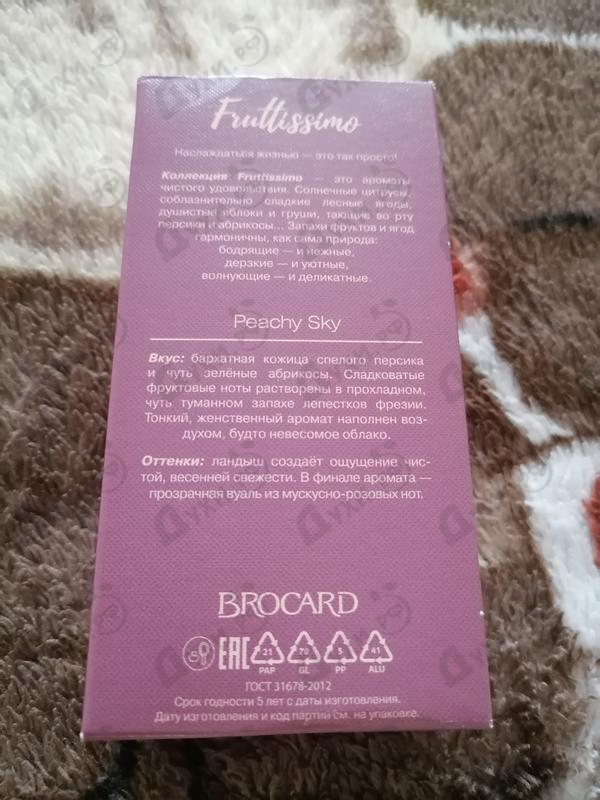 Fruttissimo
Наслаждаться жизнью — это так просто!
Коллекция Fruttissimo — это ароматы
чистого удовольствия. Солнечные цитрусы,
соблазнительно сладкие лесные ягоды,
душистые яблоки и груши, тающие во рту
персики и абрикосы... Запахи фруктов и ягод
гармоничны, как сама природа:
бодрящие — и нежные,
дерзкие — и уютные,
волнующие — и деликатные.
Peachy Sky
Вкус: бархатная кожица спелого персика
и чуть зелёные абрикосы. Сладковатые
фруктовые ноты растворены в прохладном,
чуть туманном запахе лепестков фрезии.
Тонкий, женственный аромат наполнен воз-
духом, будто невесомое облако.
Оттенки: ландыш создаёт ощущение чис-
той, весенней свежести. В финале аромата —
прозрачная вуаль из мускусно-розовых нот.
BROCARD
EAC 21 70 5 41
PAP GL PP ALU
ГОСТ 31678-2012
Срок годности 5 лет с даты изготовления.
Дату изготовления и код партии см. на упаковке.